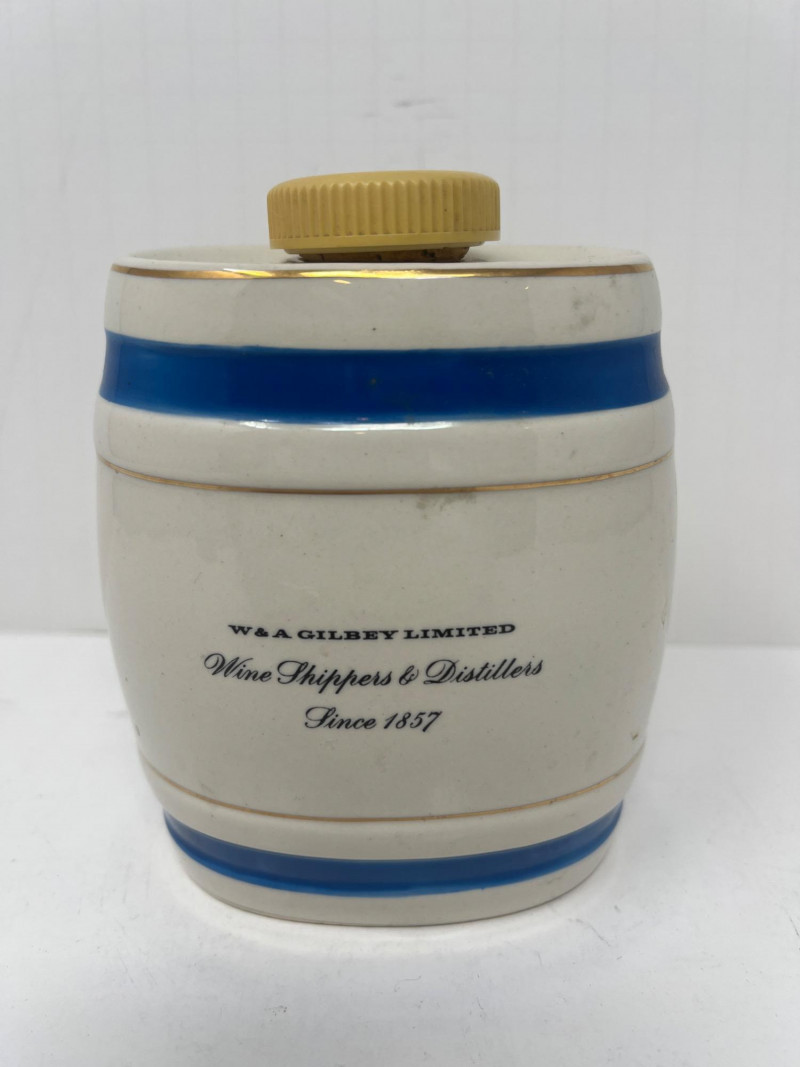 W & A GILBEY LIMITED
Wine Shippers & Distillers
Since 1857